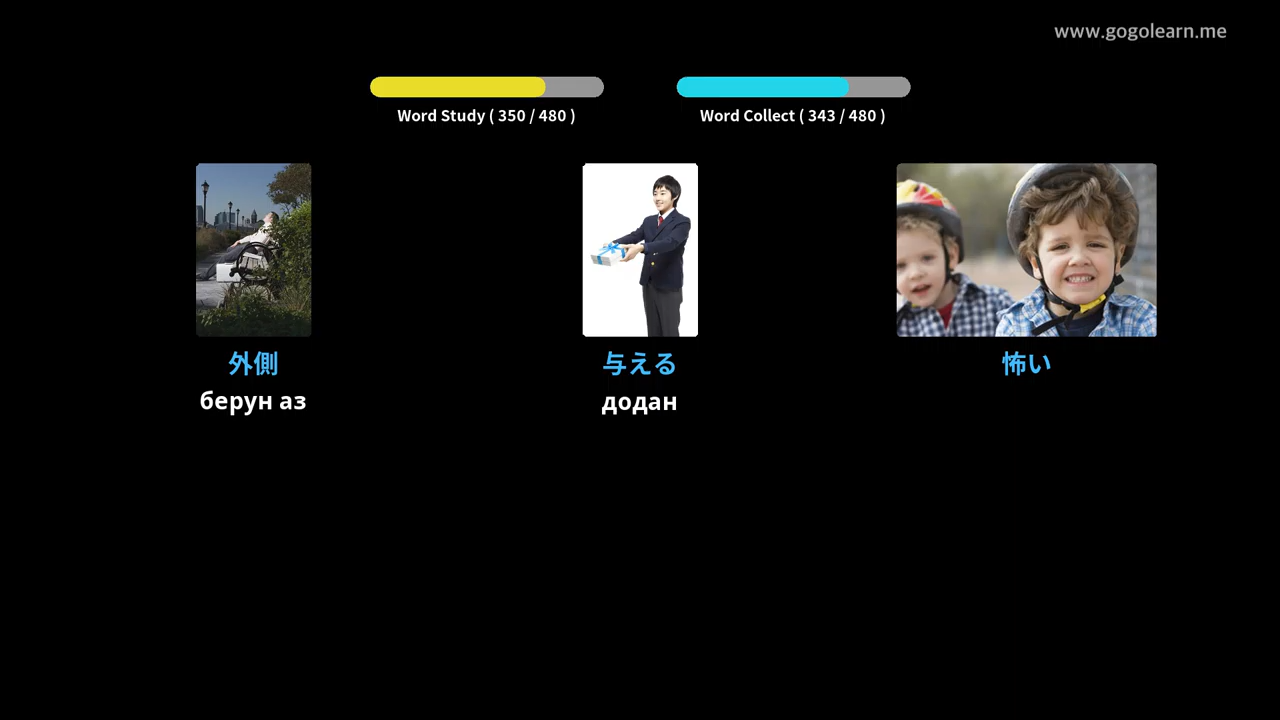 www.gogolearn.me
Word Study ( 350 / 480 )
Word Collect ( 343 / 480 )
外側
与える
怖い
берун аз
додан